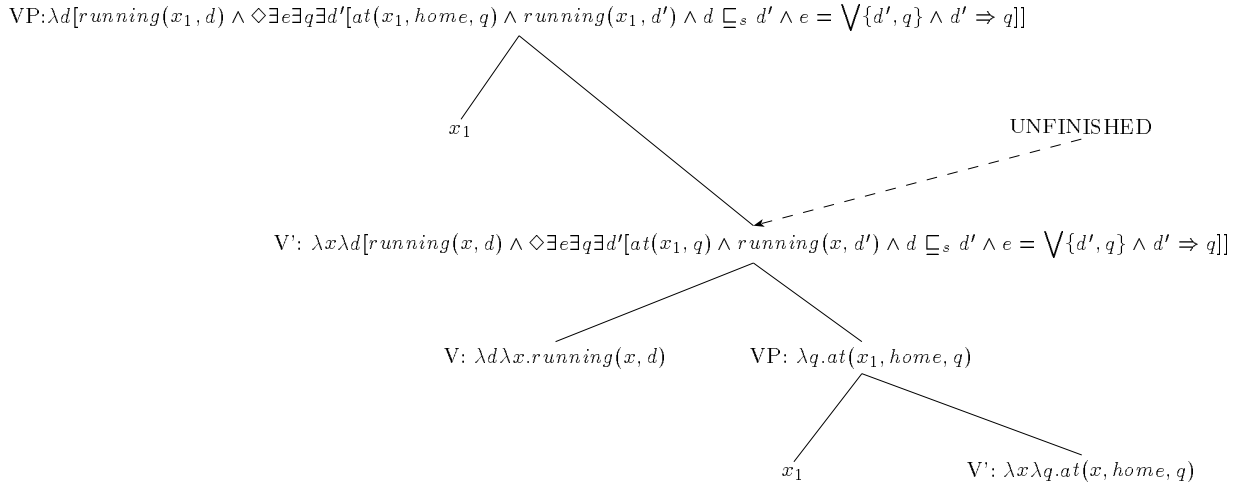 VP:λd[running(x₁, d) ∧ ◇∃e∃q∃d′[at(x₁, home, q) ∧ running(x₁, d′) ∧ d ⊑ₛ d′ ∧ e = ⋁{d′, q} ∧ d′ ⇒ q]]
x₁
UNFINISHED
V': λxλd[running(x, d) ∧ ◇∃e∃q∃d′[at(x₁, q) ∧ running(x, d′) ∧ d ⊑ₛ d′ ∧ e = ⋁{d′, q} ∧ d′ ⇒ q]]
V: λdλx.running(x, d)
VP: λq.at(x₁, home, q)
x₁
V': λxλq.at(x, home, q)